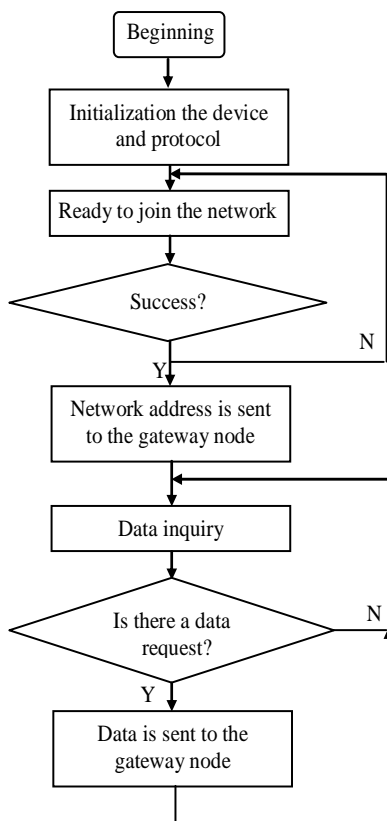 Beginning
Initialization the device
and protocol
Ready to join the network
Success?
N
Y
Network address is sent
to the gateway node
Data inquiry
Is there a data
request?
N
Y
Data is sent to the
gateway node